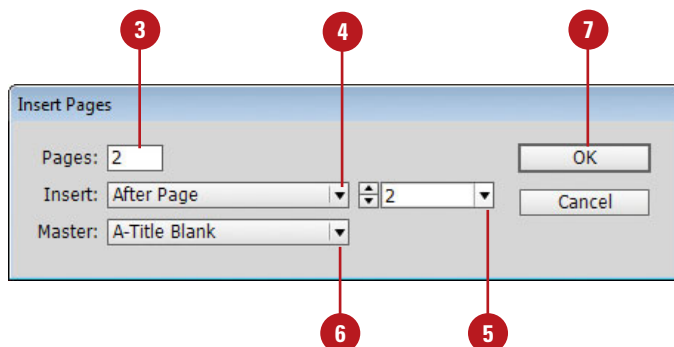 3 4 7
Insert Pages
Pages: 2 OK
Insert: After Page 2 Cancel
Master: A-Title Blank
6 5